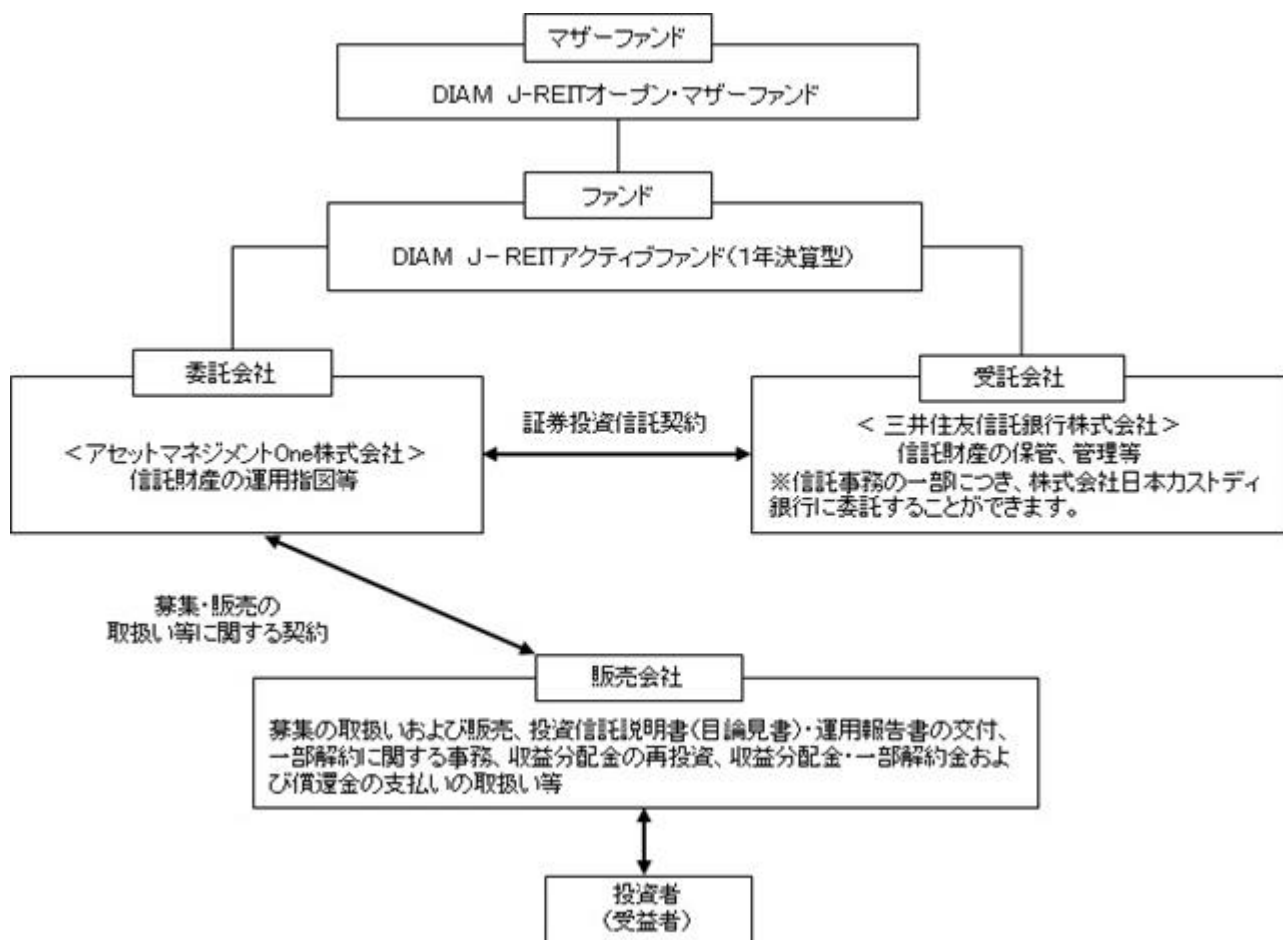 マザーファンド
DIAM J-REITオープン・マザーファンド
ファンド
DIAM J-REITアクティブファンド(1年決算型)
委託会社
<アセットマネジメントOne株式会社>
信託財産の運用指図等
証券投資信託契約
受託会社
< 三井住友信託銀行株式会社>
信託財産の保管、管理等
※信託事務の一部につき、株式会社日本カストディ
銀行に委託することができます。
募集・販売の
取扱い等に関する契約
販売会社
募集の取扱いおよび販売、投資信託説明書(目論見書)・運用報告書の交付、
一部解約に関する事務、収益分配金の再投資、収益分配金・一部解約金およ
び償還金の支払いの取扱い等
投資者
(受益者)